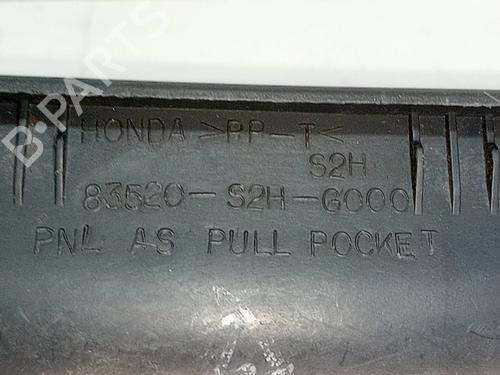 B-PARTS
HONDA >PP-T<
S2H
83520-S2H-G000
PNL AS PULL POCKET